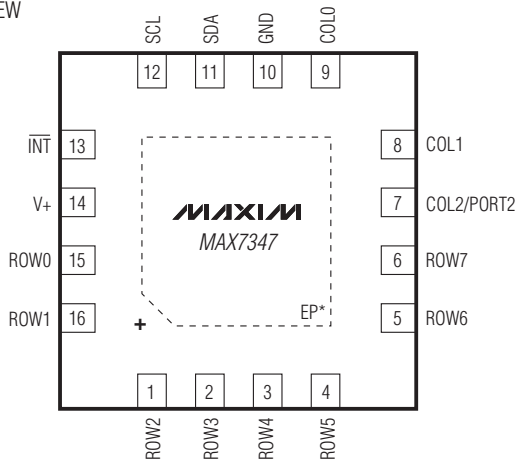 EW
SCL
SDA
GND
COL0
12
11
10
9
INT
13
8
COL1
V+
14
7
COL2/PORT2
MAXIM
MAX7347
ROW0
15
6
ROW7
ROW1
16
+
EP*
5
ROW6
1
2
3
4
ROW2
ROW3
ROW4
ROW5